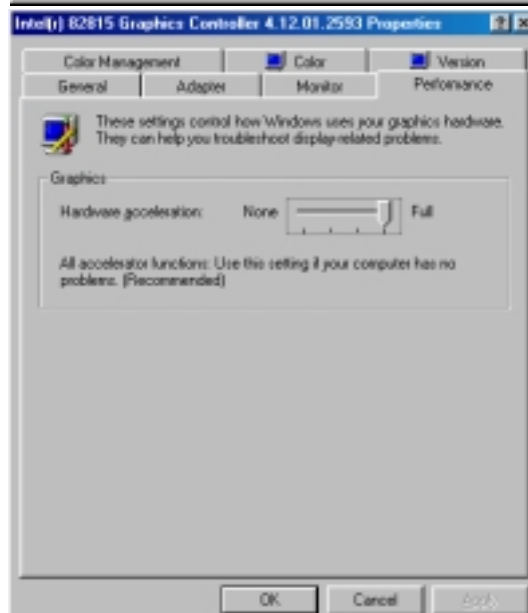 Intel(r) 82815 Graphics Controller 4.12.01.2593 Properties
Color Management Color Version
General Adapter Monitor Performance
These settings control how Windows uses your graphics hardware.
They can help you troubleshoot display-related problems.
Graphics
Hardware acceleration: None Full
All accelerator functions: Use this setting if your computer has no
problems. (Recommended)
OK Cancel Apply